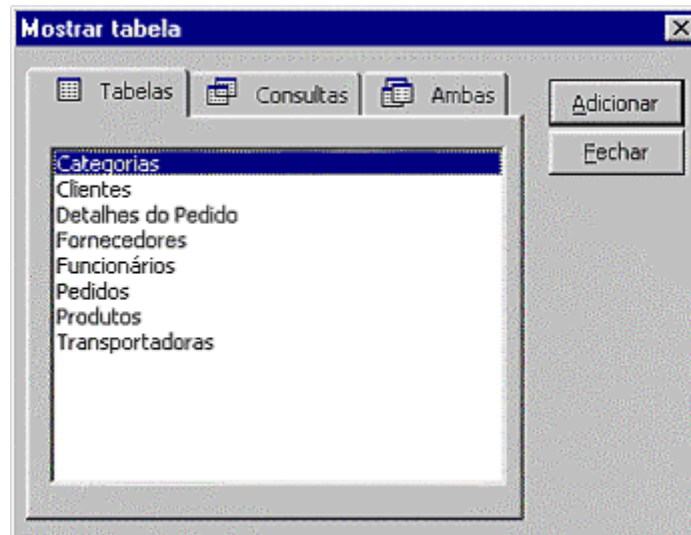 Mostrar tabela
Tabelas Consultas Ambas
Adicionar
Fechar
Categorias
Clientes
Detalhes do Pedido
Fornecedores
Funcionários
Pedidos
Produtos
Transportadoras